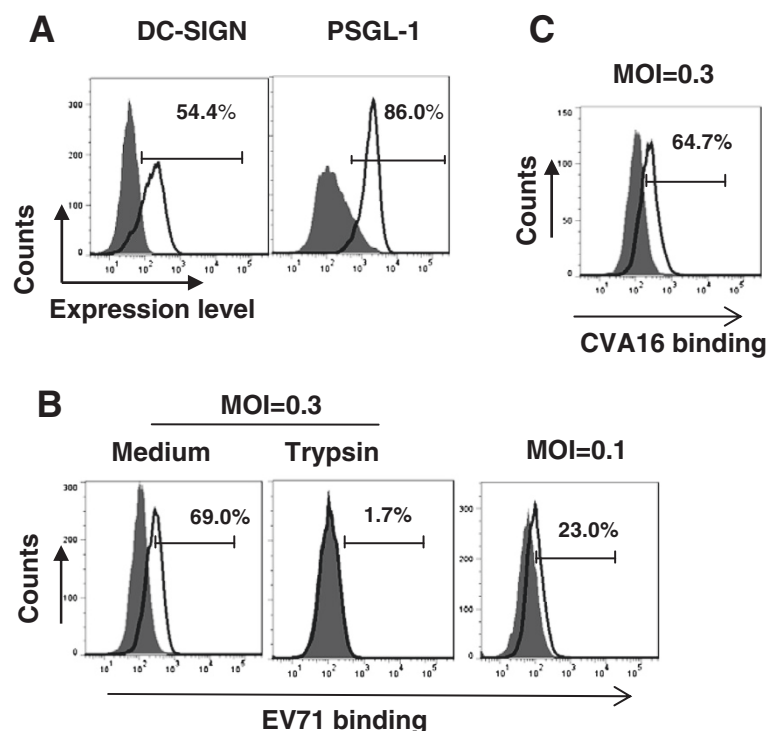 A
DC-SIGN
PSGL-1
54.4%
86.0%
300
200
100
0
10¹ 10² 10³ 10⁴ 10⁵
10¹ 10² 10³ 10⁴ 10⁵
Counts
Expression level
C
MOI=0.3
64.7%
150
100
50
0
10¹ 10² 10³ 10⁴ 10⁵
Counts
CVA16 binding
B
MOI=0.3
Medium
Trypsin
MOI=0.1
69.0%
1.7%
23.0%
300
200
100
0
10¹ 10² 10³ 10⁴ 10⁵
10¹ 10² 10³ 10⁴ 10⁵
300
200
100
0
10¹ 10² 10³ 10⁴ 10⁵
Counts
EV71 binding